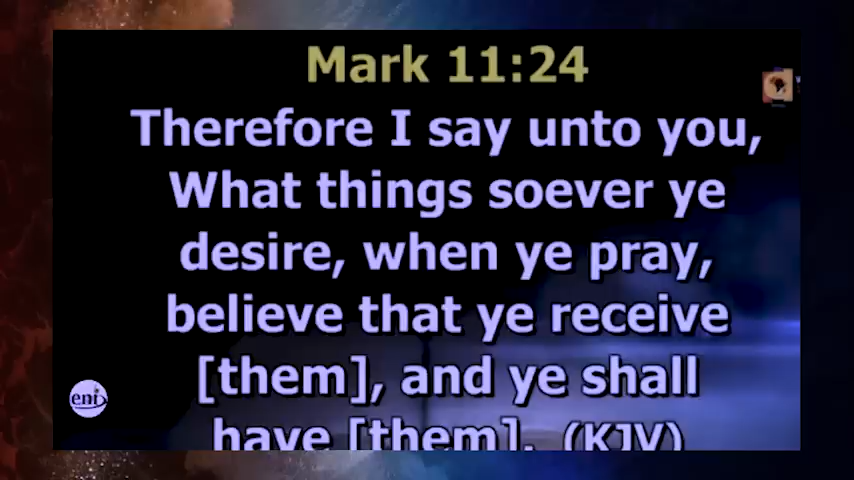 Mark 11:24
Therefore I say unto you,
What things soever ye
desire, when ye pray,
believe that ye receive
[them], and ye shall
have [them]. (KJV)
eni